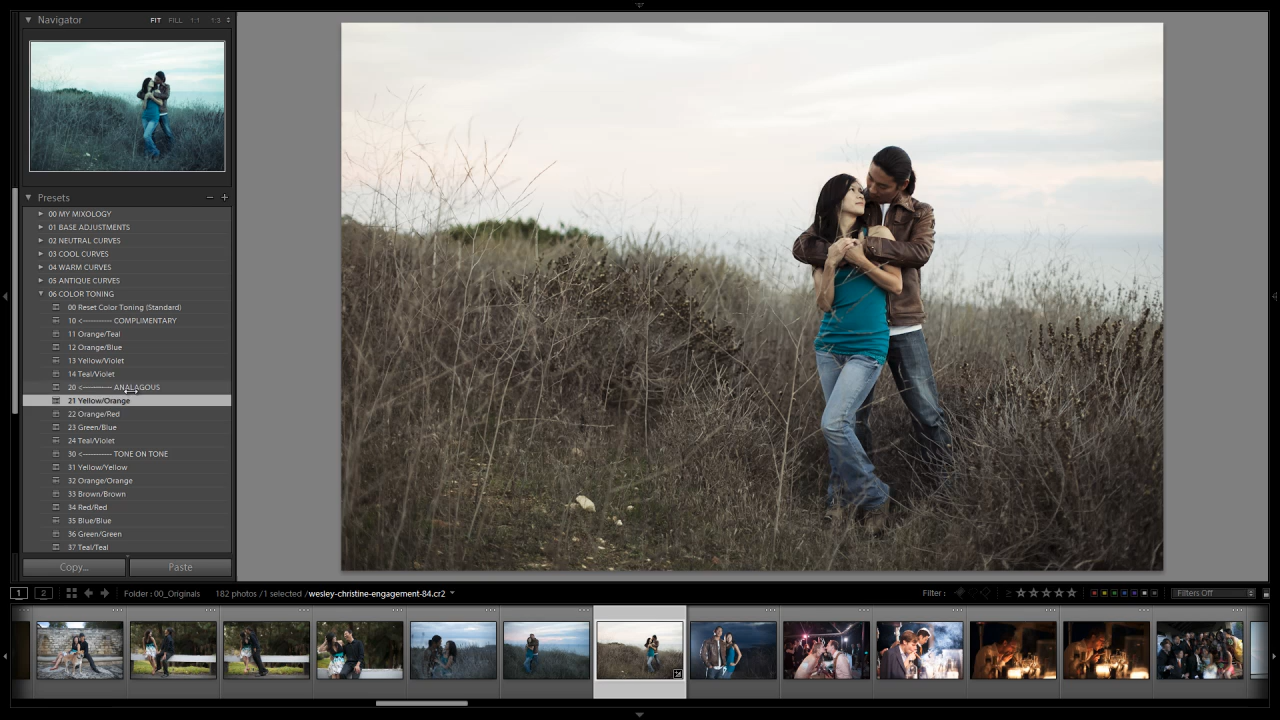 Navigator FIT FILL 1:1 1:3
Presets
00 MY MIXOLOGY
01 BASE ADJUSTMENTS
02 NEUTRAL CURVES
03 COOL CURVES
04 WARM CURVES
05 ANTIQUE CURVES
06 COLOR TONING
00 Reset Color Toning (Standard)
10 <----------- COMPLIMENTARY
11 Orange/Teal
12 Orange/Blue
13 Yellow/Violet
14 Teal/Violet
20 <----------- ANALAGOUS
21 Yellow/Orange
22 Orange/Red
23 Green/Blue
24 Teal/Violet
30 <----------- TONE ON TONE
31 Yellow/Yellow
32 Orange/Orange
33 Brown/Brown
34 Red/Red
35 Blue/Blue
36 Green/Green
37 Teal/Teal
Copy... Paste
1 2 Folder : 00_Originals 182 photos /1 selected /wesley-christine-engagement-84.cr2 Filter : Filters Off